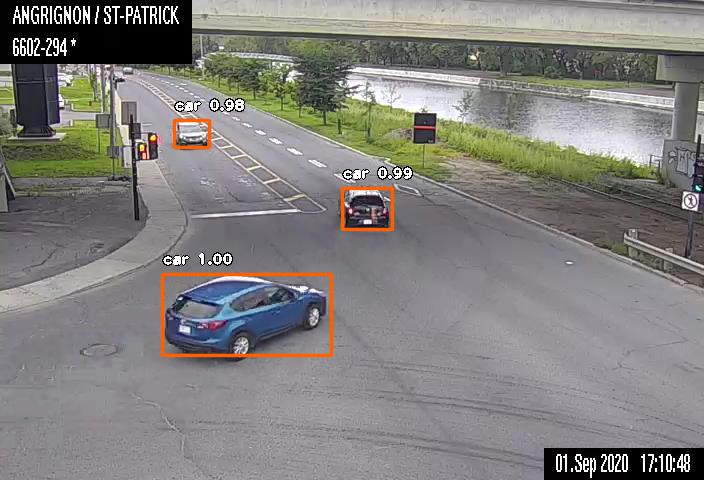 ANGRIGNON / ST-PATRICK
6602-294 *
car 0.98
car 0.99
car 1.00
01.Sep 2020 17:10:48